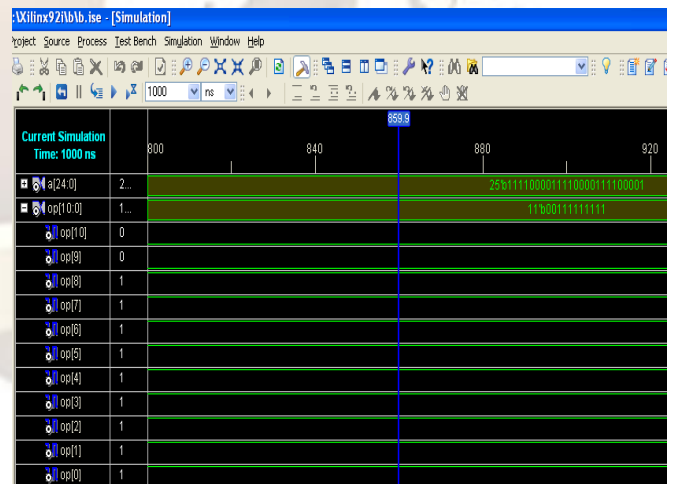 :\Xilinx92i\b\b.ise - [Simulation]
Project Source Process Test Bench Simulation Window Help
1000 ns
859.9
Current Simulation
Time: 1000 ns
800 840 880 920
a[24:0] 2... 25'b1111000011110000111100001
op[10:0] 1... 11'b00111111111
op[10] 0
op[9] 0
op[8] 1
op[7] 1
op[6] 1
op[5] 1
op[4] 1
op[3] 1
op[2] 1
op[1] 1
op[0] 1